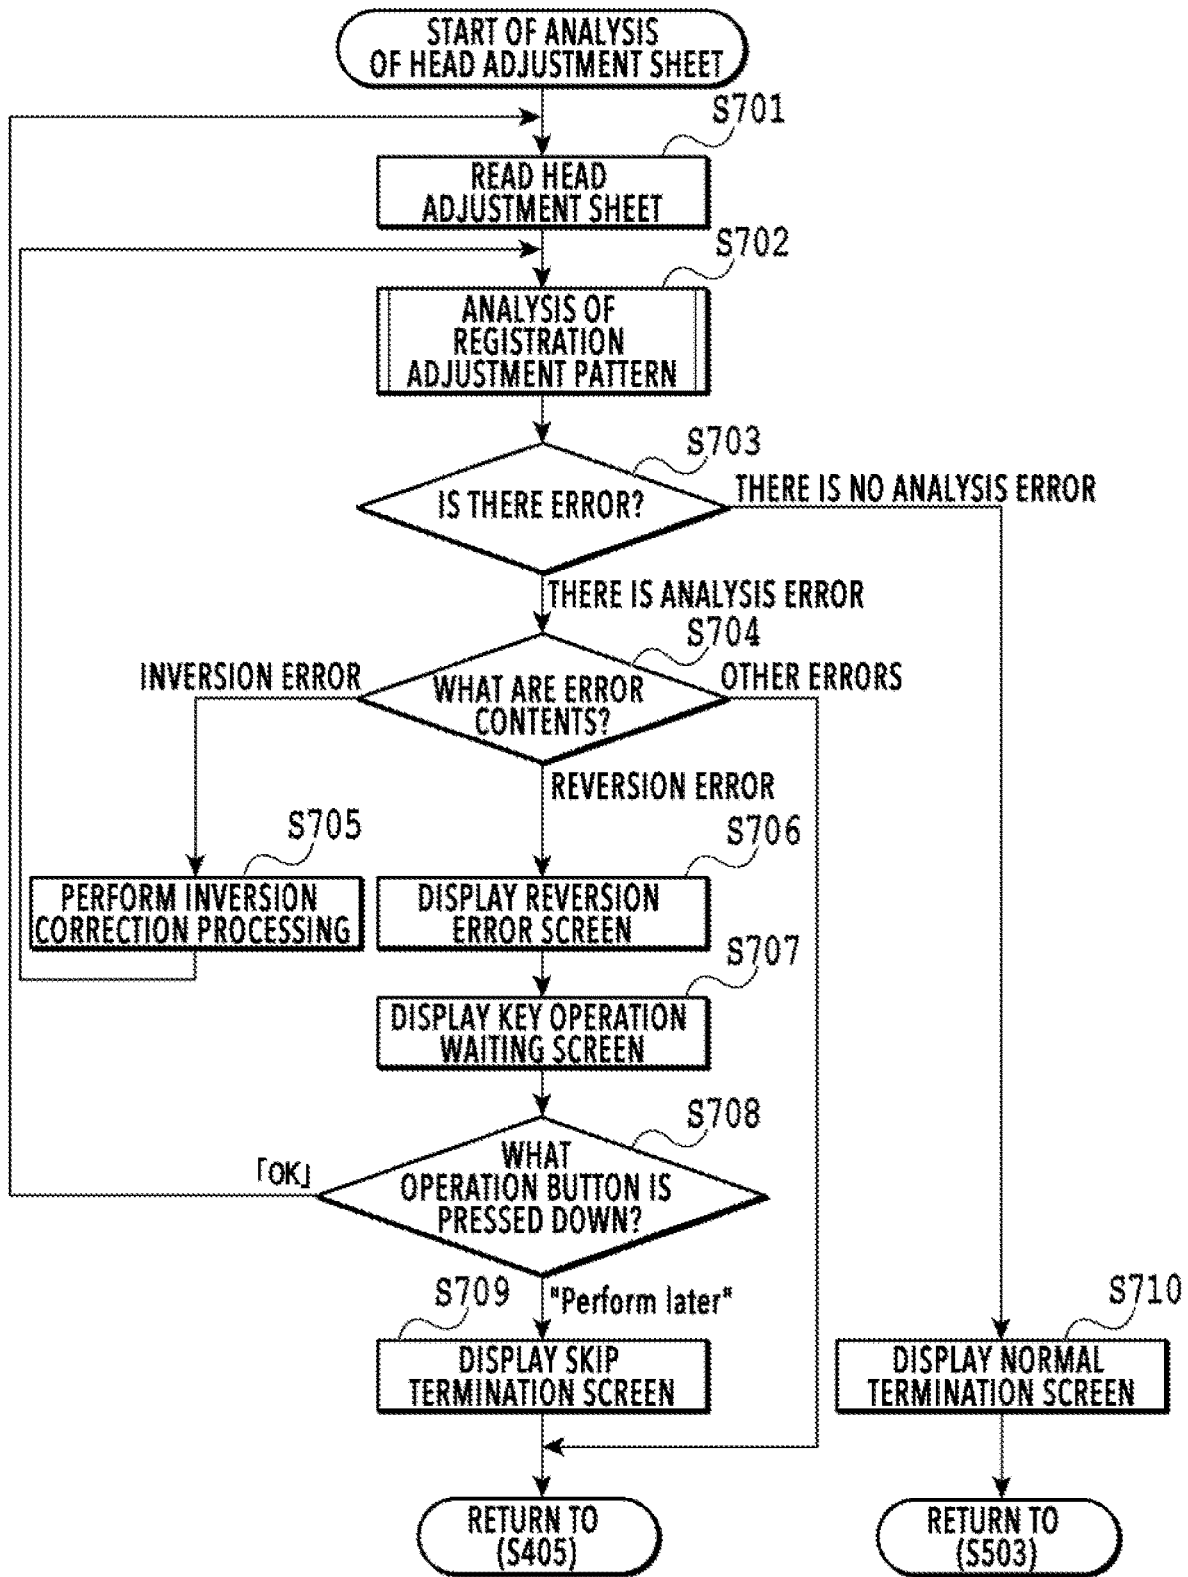 START OF ANALYSIS
OF HEAD ADJUSTMENT SHEET
S701
READ HEAD
ADJUSTMENT SHEET
S702
ANALYSIS OF
REGISTRATION
ADJUSTMENT PATTERN
S703
IS THERE ERROR?
THERE IS NO ANALYSIS ERROR
THERE IS ANALYSIS ERROR
S704
INVERSION ERROR
WHAT ARE ERROR
CONTENTS?
OTHER ERRORS
REVERSION ERROR
S705
PERFORM INVERSION
CORRECTION PROCESSING
S706
DISPLAY REVERSION
ERROR SCREEN
S707
DISPLAY KEY OPERATION
WAITING SCREEN
S708
「OK」
WHAT
OPERATION BUTTON IS
PRESSED DOWN?
S709
"Perform later"
DISPLAY SKIP
TERMINATION SCREEN
S710
DISPLAY NORMAL
TERMINATION SCREEN
RETURN TO
(S405)
RETURN TO
(S503)